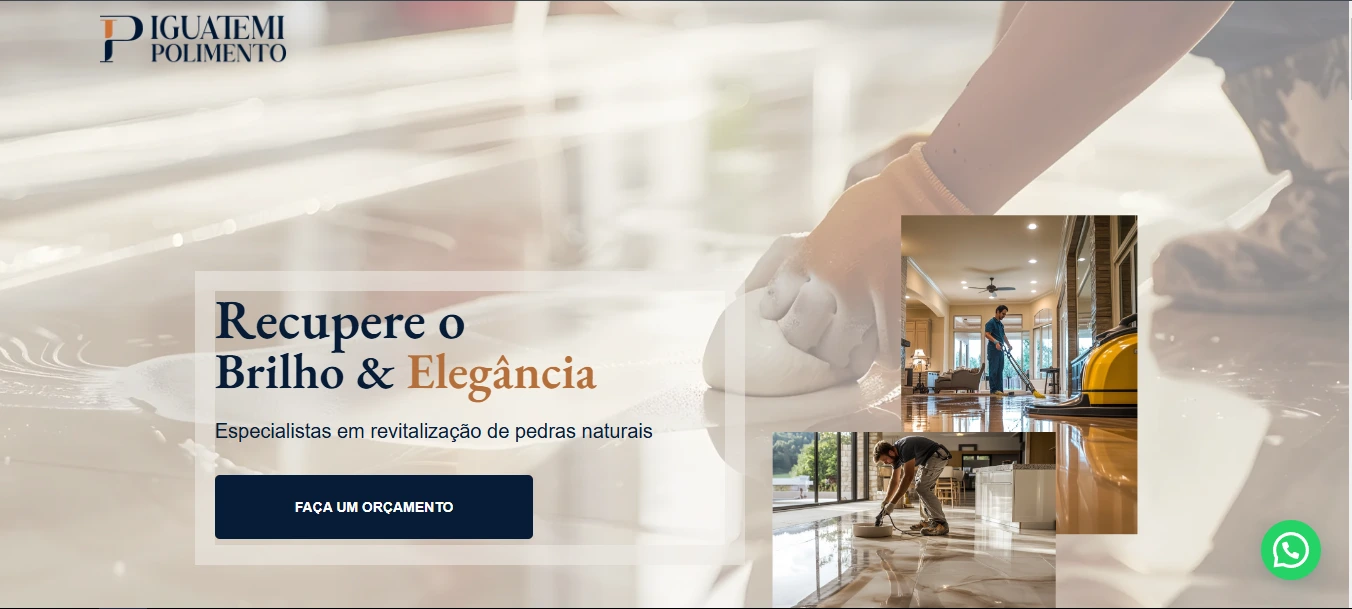 IGUATEMI
POLIMENTO
Recupere o
Brilho & Elegância
Especialistas em revitalização de pedras naturais
FAÇA UM ORÇAMENTO